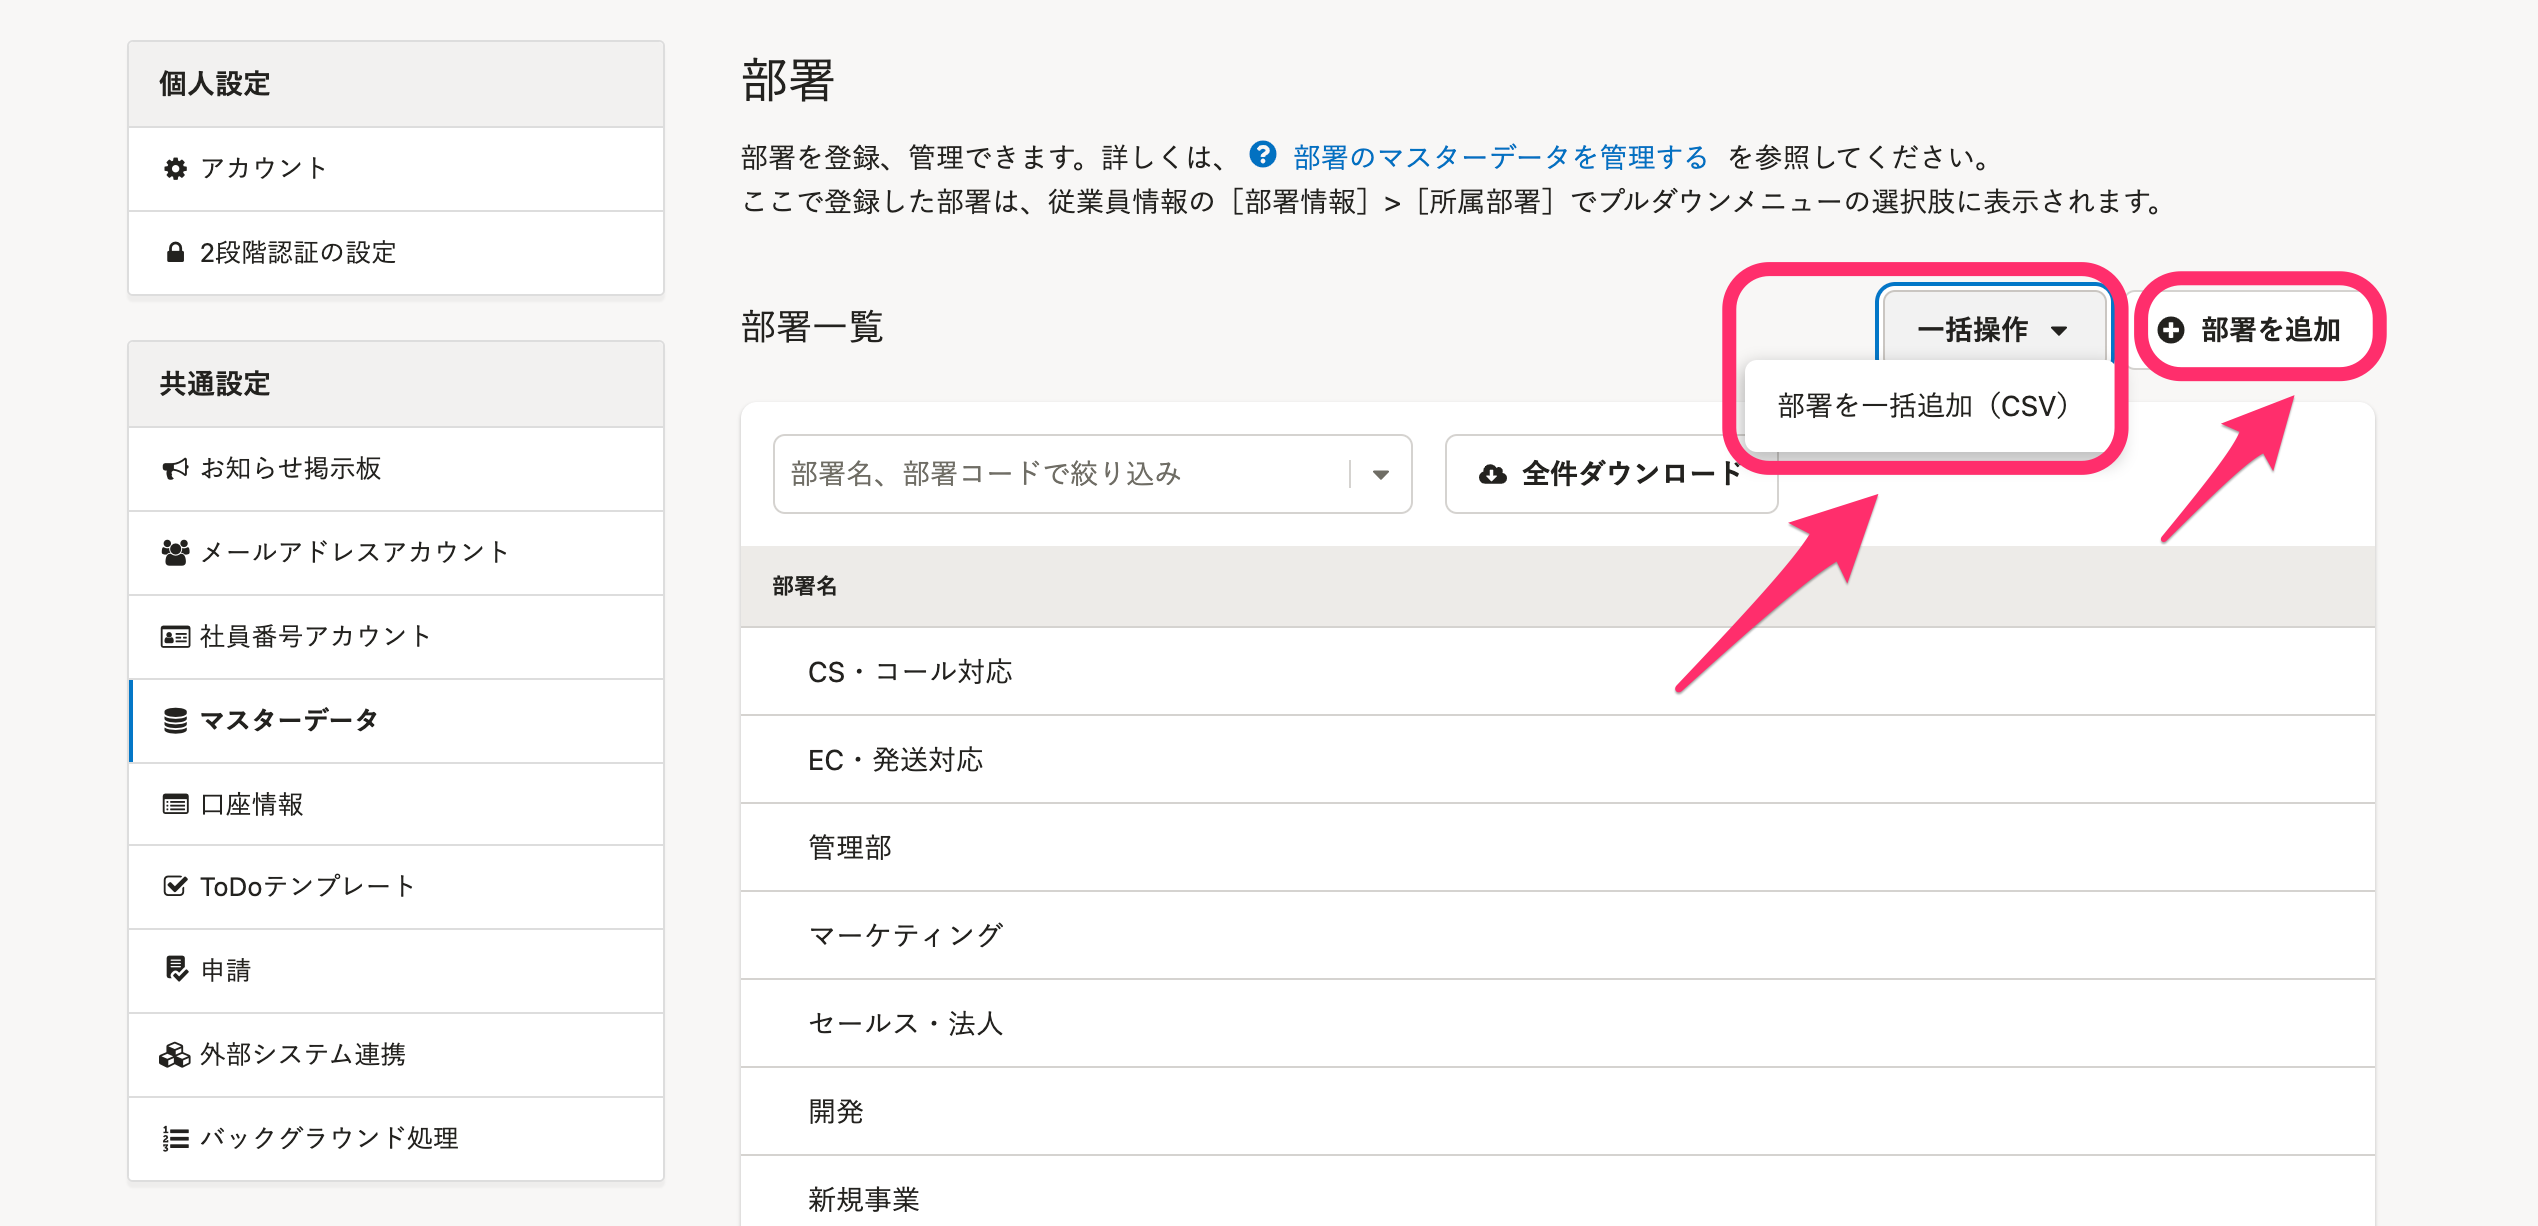 個人設定
アカウント
2段階認証の設定
共通設定
お知らせ掲示板
メールアドレスアカウント
社員番号アカウント
マスターデータ
口座情報
ToDoテンプレート
申請
外部システム連携
バックグラウンド処理
部署
部署を登録、管理できます。詳しくは、 部署のマスターデータを管理する を参照してください。
ここで登録した部署は、従業員情報の［部署情報］>［所属部署］でプルダウンメニューの選択肢に表示されます。
部署一覧
一括操作
部署を追加
部署を一括追加（CSV）
部署名、部署コードで絞り込み
全件ダウンロード
部署名
CS・コール対応
EC・発送対応
管理部
マーケティング
セールス・法人
開発
新規事業